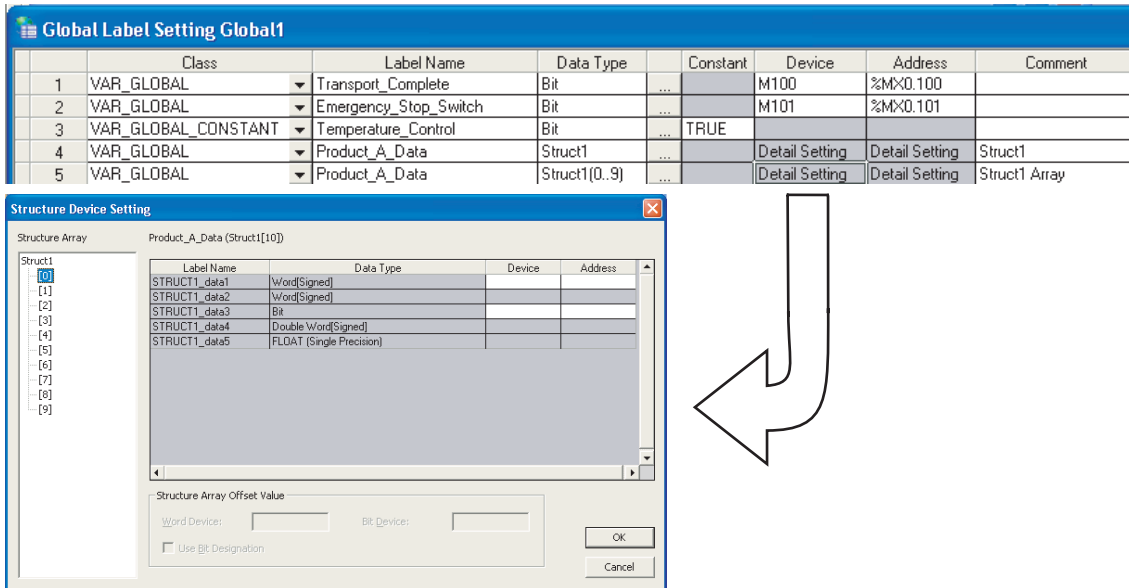 Global Label Setting Global1
Class Label Name Data Type Constant Device Address Comment
1 VAR_GLOBAL Transport_Complete Bit ... M100 %MX0.100
2 VAR_GLOBAL Emergency_Stop_Switch Bit ... M101 %MX0.101
3 VAR_GLOBAL_CONSTANT Temperature_Control Bit ... TRUE
4 VAR_GLOBAL Product_A_Data Struct1 ... Detail Setting Detail Setting Struct1
5 VAR_GLOBAL Product_A_Data Struct1(0..9) ... Detail Setting Detail Setting Struct1 Array
Structure Device Setting
Structure Array Product_A_Data (Struct1[10])
Struct1
[0]
[1]
[2]
[3]
[4]
[5]
[6]
[7]
[8]
[9]
Label Name Data Type Device Address
STRUCT1_data1 Word[Signed]
STRUCT1_data2 Word[Signed]
STRUCT1_data3 Bit
STRUCT1_data4 Double Word[Signed]
STRUCT1_data5 FLOAT (Single Precision)
Structure Array Offset Value
Word Device: Bit Device:
Use Bit Designation
OK
Cancel